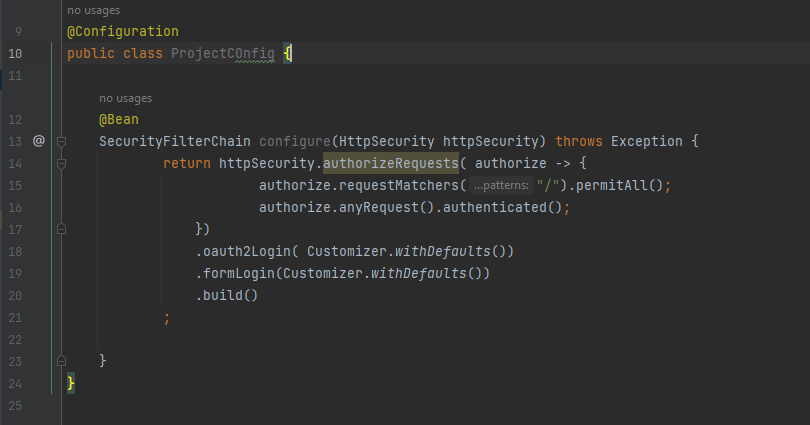 no usages
9 @Configuration
10 public class ProjectCOnfig {
11
no usages
12 @Bean
13 @ SecurityFilterChain configure(HttpSecurity httpSecurity) throws Exception {
14 return httpSecurity.authorizeRequests( authorize -> {
15 authorize.requestMatchers( ...patterns: "/").permitAll();
16 authorize.anyRequest().authenticated();
17 })
18 .oauth2Login( Customizer.withDefaults())
19 .formLogin(Customizer.withDefaults())
20 .build()
21 ;
22
23 }
24 }
25